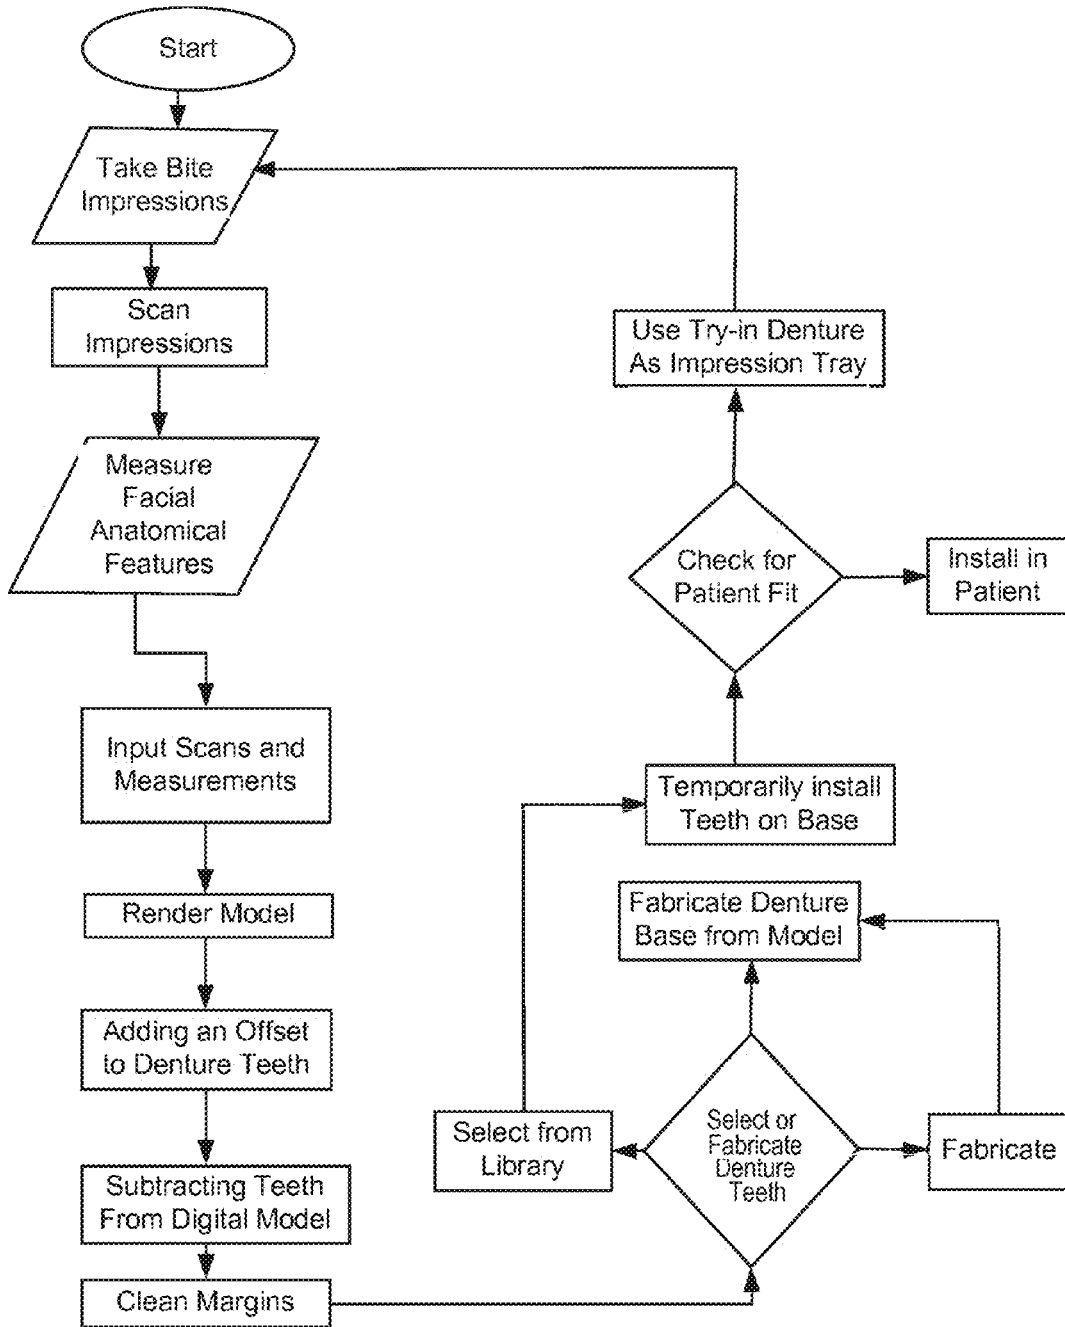 Start
Take Bite
Impressions
Scan
Impressions
Measure
Facial
Anatomical
Features
Input Scans and
Measurements
Render Model
Adding an Offset
to Denture Teeth
Subtracting Teeth
From Digital Model
Clean Margins
Use Try-in Denture
As Impression Tray
Check for
Patient Fit
Install in
Patient
Temporarily install
Teeth on Base
Fabricate Denture
Base from Model
Select from
Library
Select or
Fabricate
Denture
Teeth
Fabricate